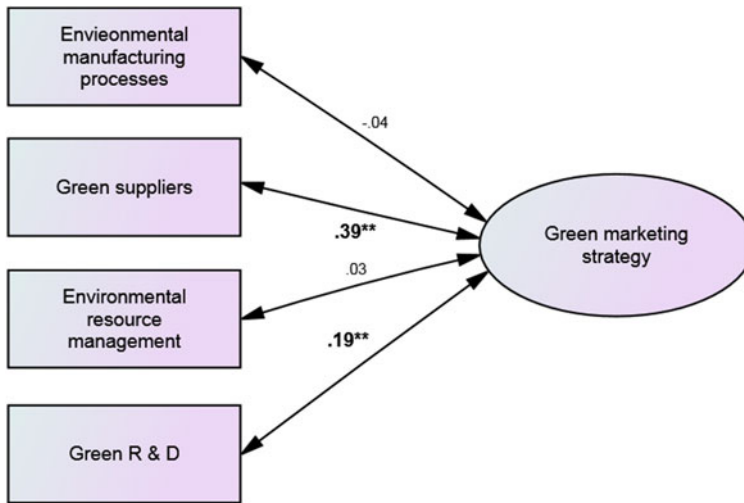 Envieonmental
manufacturing
processes
-.04
Green suppliers
.39**
Green marketing
strategy
.03
Environmental
resource
management
.19**
Green R & D